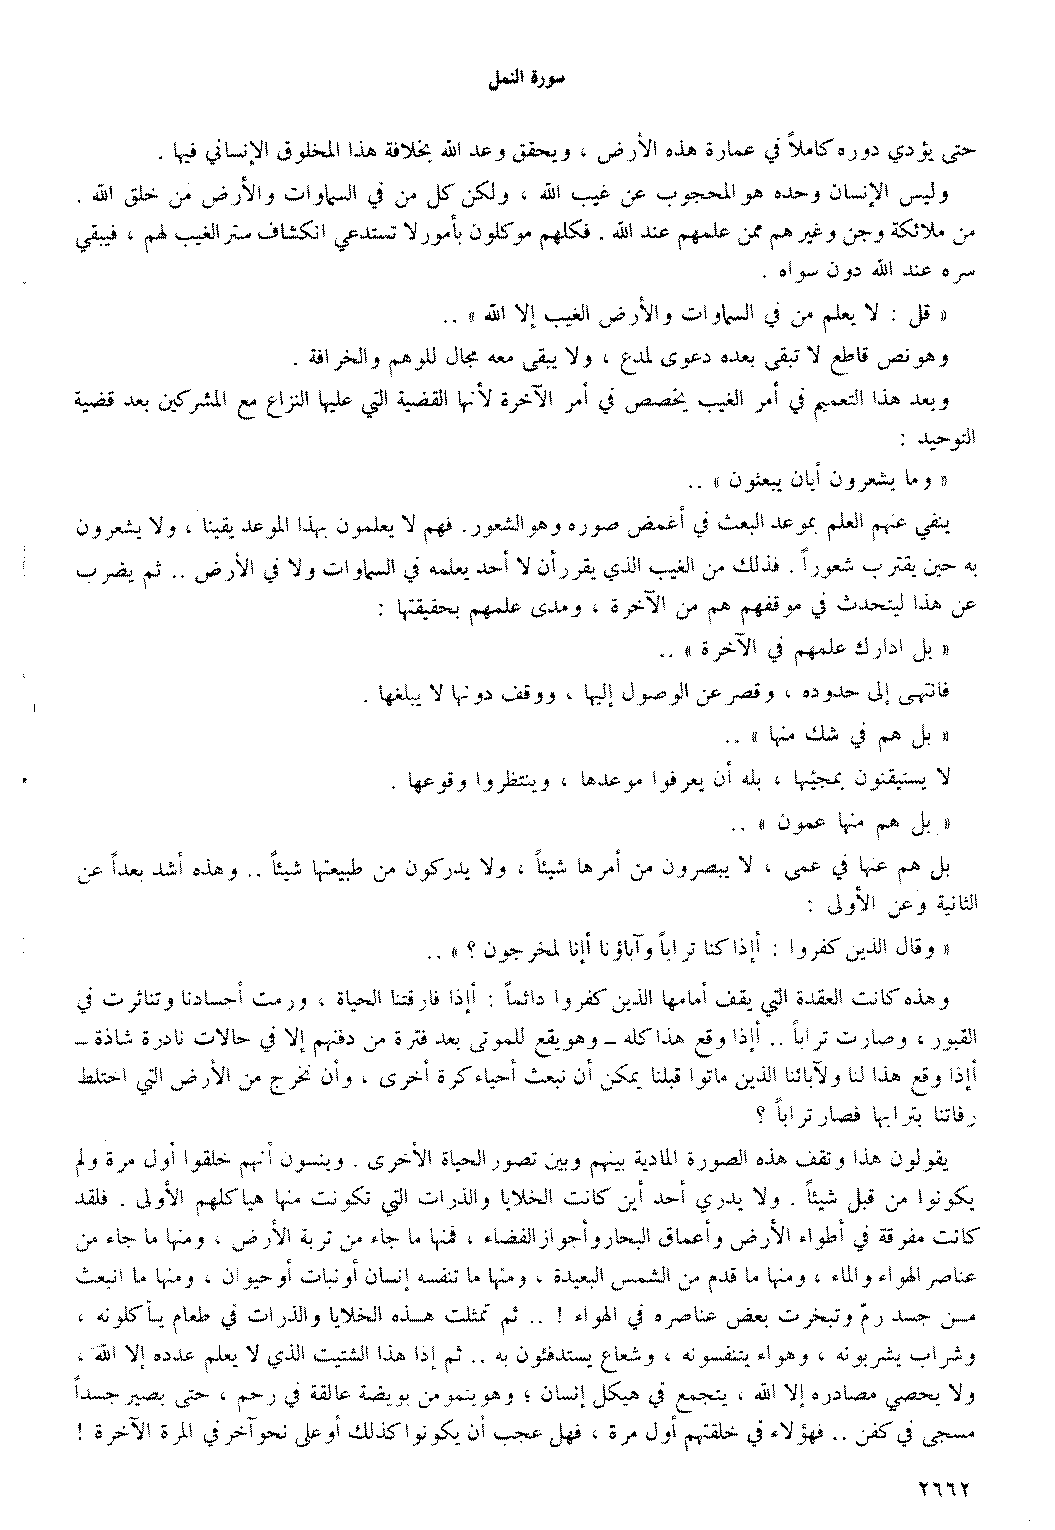 سورة النمل
حتى يؤدي دوره كاملاً في عمارة هذه الأرض ، ويحقق وعد الله بخلافة هذا المخلوق الإنساني فيها .
وليس الإنسان وحده هو المحجوب عن غيب الله ، ولكن كل من في السماوات والأرض من خلق الله .
من ملائكة وجن وغيرهم ممن علمهم عند الله . فكلهم موكلون بأمور لا تستدعي انكشاف ستر الغيب لهم ، فيبقى
سره عند الله دون سواه .
« قل : لا يعلم من في السماوات والأرض الغيب إلا الله » ..
وهو نص قاطع لا تبقى بعده دعوى لمدع ، ولا يبقى معه مجال للوهم والخرافة .
وبعد هذا التعميم في أمر الغيب يخصص في أمر الآخرة لأنها القضية التي عليها النزاع مع المشركين بعد قضية
التوحيد :
« وما يشعرون أيان يبعثون » ..
ينفي عنهم العلم بموعد البعث في أغمض صوره وهو الشعور . فهم لا يعلمون بهذا الموعد يقينا ، ولا يشعرون
به حين يقترب شعوراً . فذلك من الغيب الذي يقرر أن لا أحد يعلمه في السماوات ولا في الأرض .. ثم يضرب
عن هذا ليتحدث في موقفهم هم من الآخرة ، ومدى علمهم بحقيقتها :
« بل ادارك علمهم في الآخرة » ..
فانتهى إلى حدوده ، وقصر عن الوصول إليها ، ووقف دونها لا يبلغها .
« بل هم في شك منها » ..
لا يستيقنون بمجيئها ، بله أن يعرفوا موعدها ، وينتظروا وقوعها .
« بل هم منها عمون » ..
بل هم عنها في عمى ، لا يبصرون من أمرها شيئاً ، ولا يدركون من طبيعتها شيئاً .. وهذه أشد بعداً عن
الثانية وعن الأولى :
« وقال الذين كفروا : أإذا كنا تراباً وآباؤنا أإنا لمخرجون ؟ » ..
وهذه كانت العقدة التي يقف أمامها الذين كفروا دائماً : أإذا فارقتنا الحياة ، ورمت أجسادنا وتناثرت في
القبور ، وصارت تراباً .. أإذا وقع هذا كله – وهو يقع للموتى بعد فترة من دفنهم إلا في حالات نادرة شاذة –
أإذا وقع هذا لنا ولآبائنا الذين ماتوا قبلنا يمكن أن نبعث أحياء كرة أخرى ، وأن نخرج من الأرض التي اختلط
رفاتنا بترابها فصار تراباً ؟
يقولون هذا وتقف هذه الصورة المادية بينهم وبين تصور الحياة الأخرى . وينسون أنهم خلقوا أول مرة ولم
يكونوا من قبل شيئاً . ولا يدري أحد أين كانت الخلايا والذرات التي تكونت منها هياكلهم الأولى . فلقد
كانت مفرقة في أطواء الأرض وأعماق البحار وأجواز الفضاء ، فمنها ما جاء من تربة الأرض ، ومنها ما جاء من
عناصر الهواء والماء ، ومنها ما قدم من الشمس البعيدة ، ومنها ما تنفسه إنسان أو نبات أو حيوان ، ومنها ما انبعث
مـن جسد رمّ وتبخرت بعض عناصره في الهواء ! .. ثم تمثلت هـذه الخلايا والذرات في طعام يـأكلونه ،
وشراب يشربونه ، وهواء يتنفسونه ، وشعاع يستدفئون به .. ثم إذا هذا الشتيت الذي لا يعلم عدده إلا الله ،
ولا يحصي مصادره إلا الله ، يتجمع في هيكل إنسان ؛ وهو ينمو من بويضة عالقة في رحم ، حتى يصير جسداً
مسجى في كفن .. فهؤلاء في خلقتهم أول مرة ، فهل عجب أن يكونوا كذلك أو على نحو آخر في المرة الآخرة !
٢٦٦٢